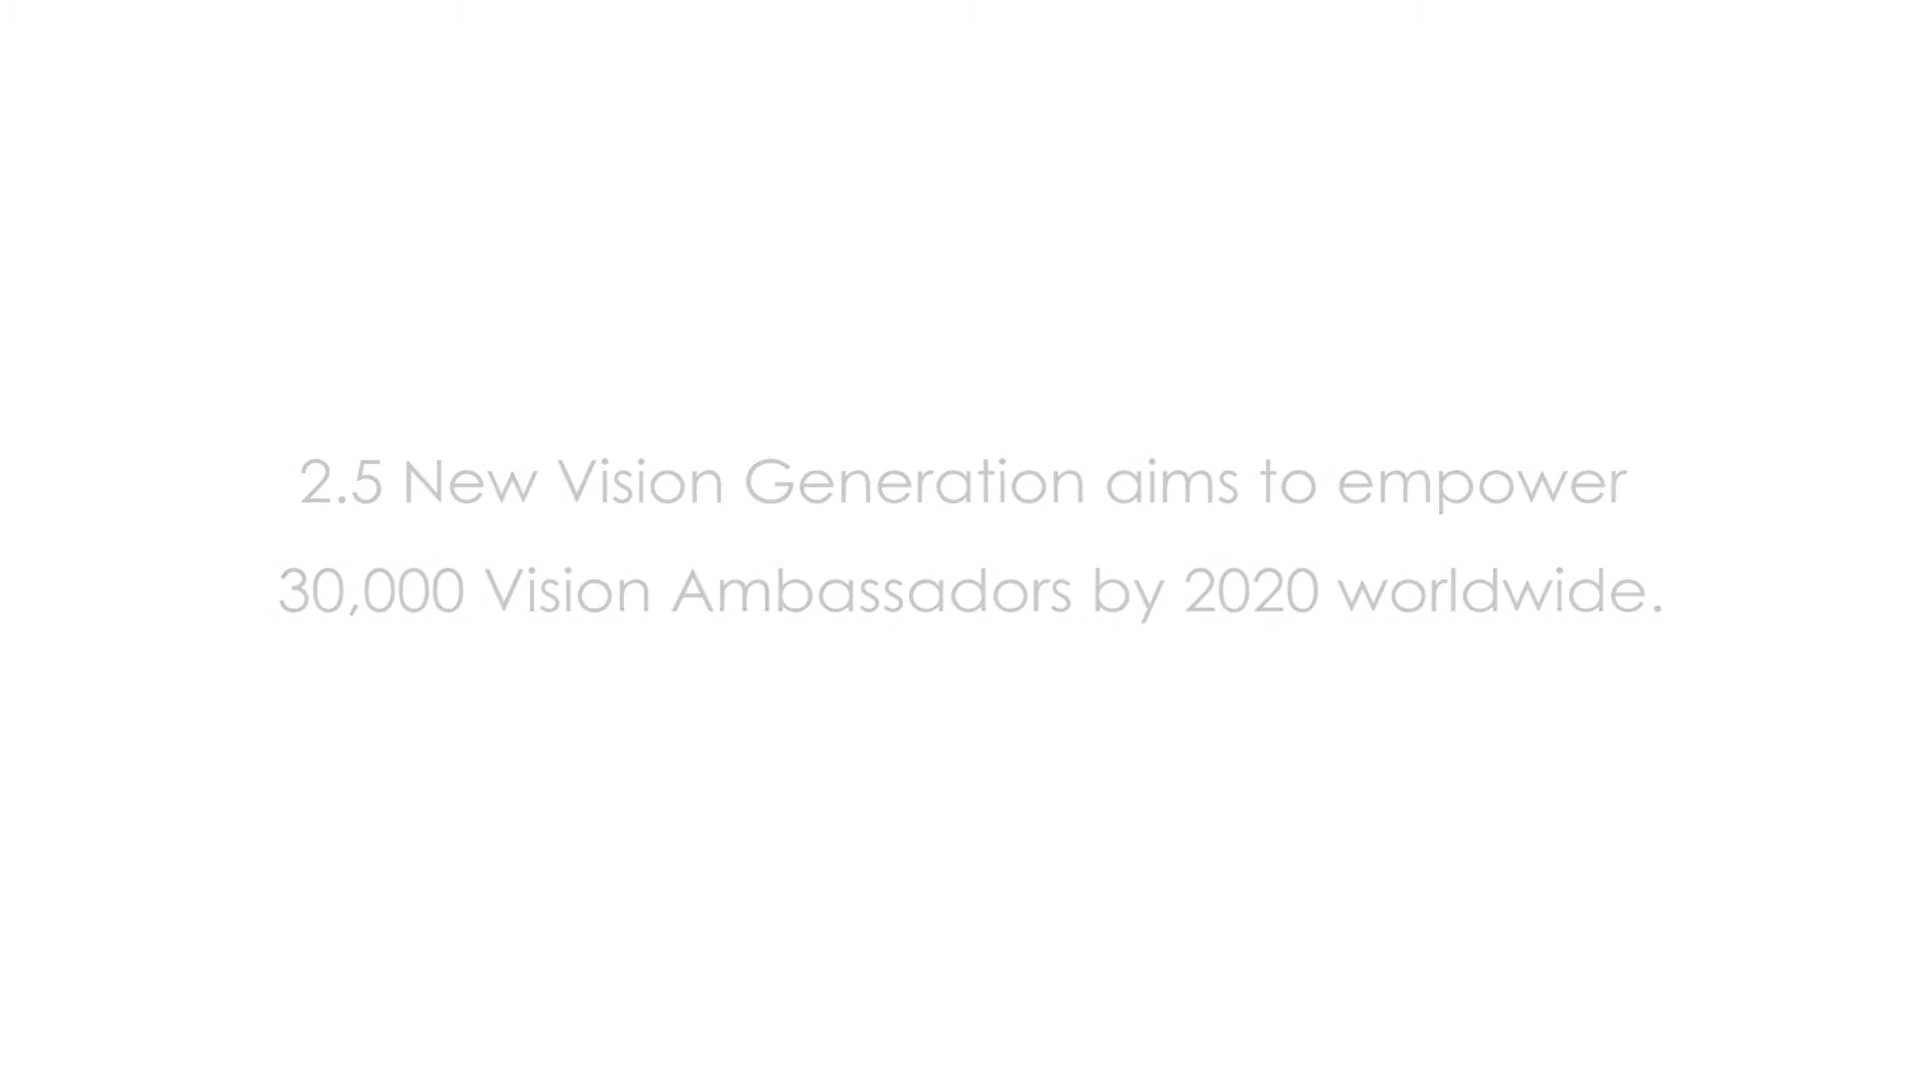 2.5 New Vision Generation aims to empower
30,000 Vision Ambassadors by 2020 worldwide.